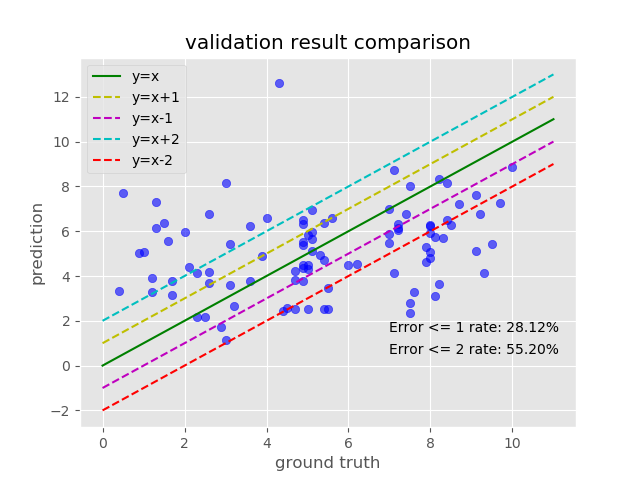 validation result comparison
y=x
y=x+1
y=x-1
y=x+2
y=x-2
12
10
8
6
4
2
0
−2
prediction
Error <= 1 rate: 28.12%
Error <= 2 rate: 55.20%
0 2 4 6 8 10
ground truth